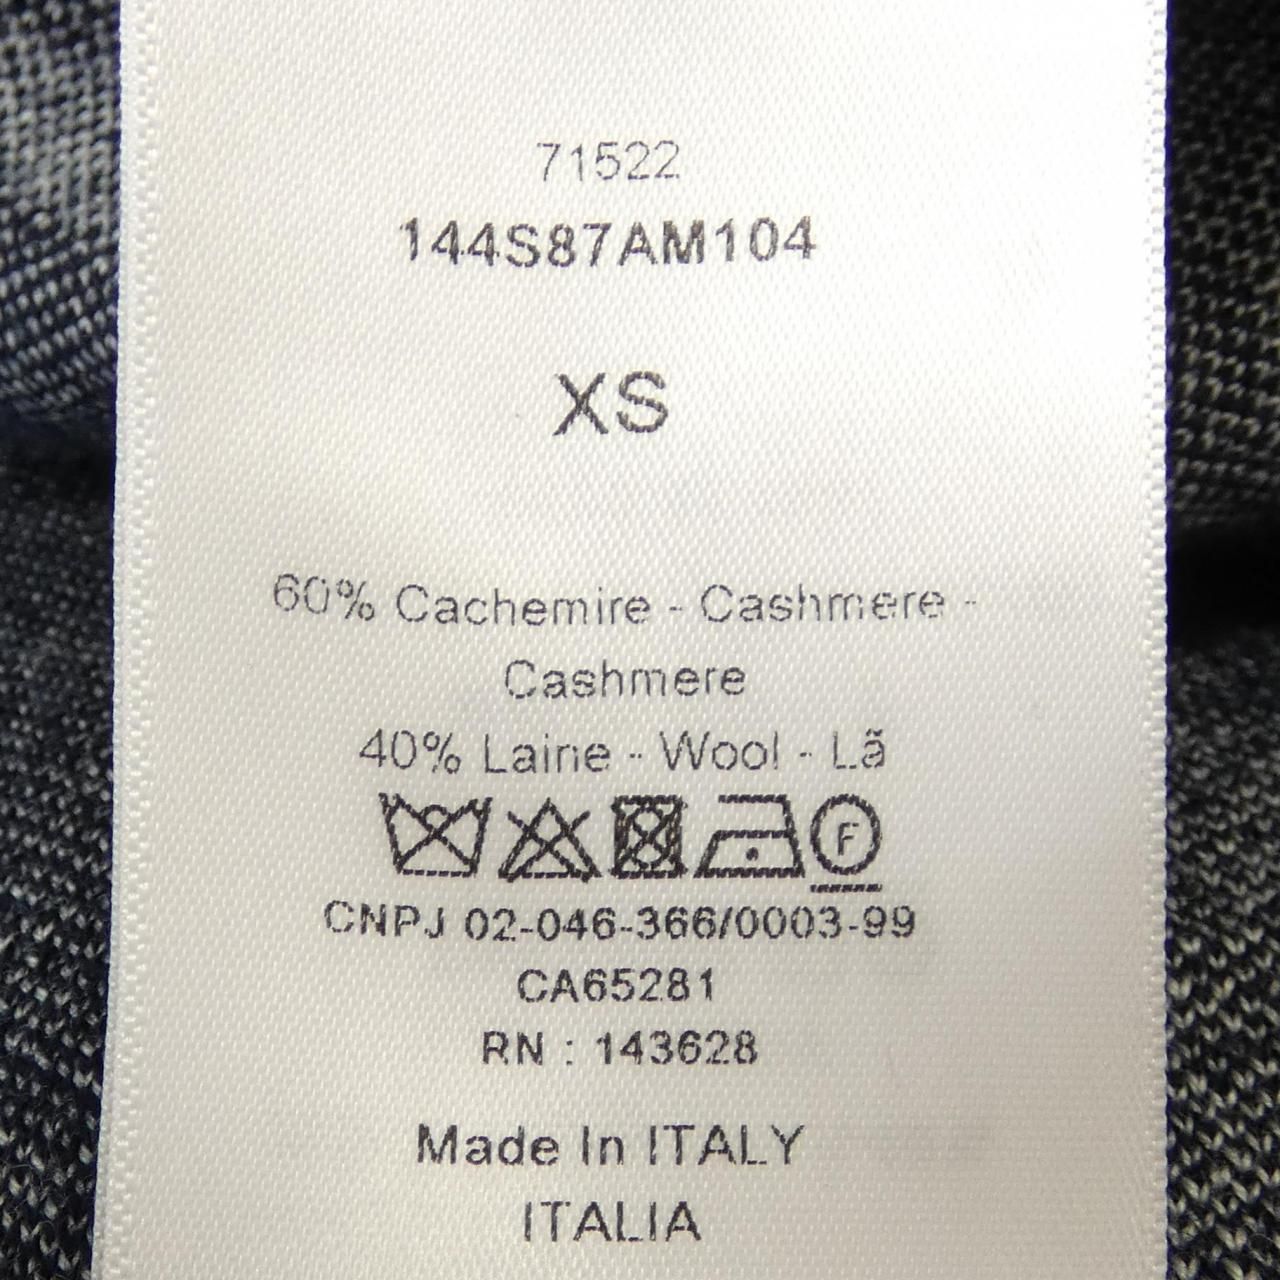 71522
144S87AM104
XS
60% Cachemire - Cashmere -
Cashmere
40% Laine - Wool - Lã
F
CNPJ 02-046-366/0003-99
CA65281
RN : 143628
Made In ITALY
ITALIA